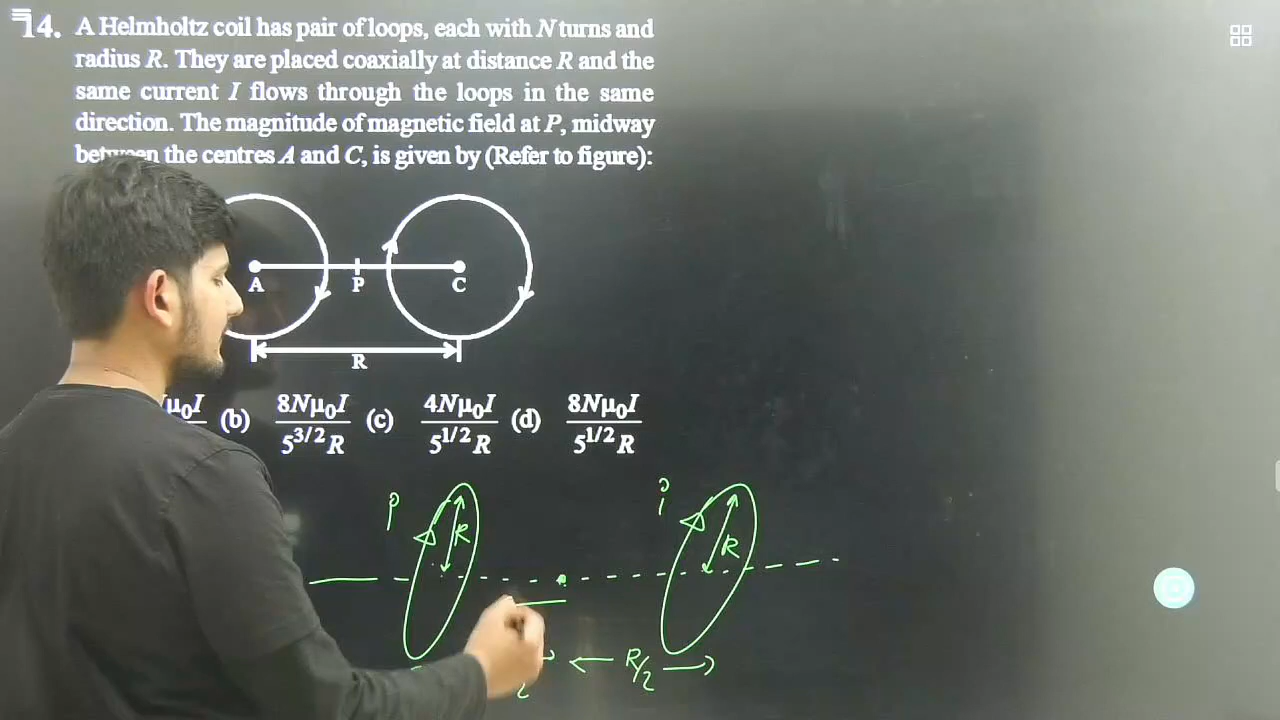 14. A Helmholtz coil has pair of loops, each with N turns and
radius R. They are placed coaxially at distance R and the
same current I flows through the loops in the same
direction. The magnitude of magnetic field at P, midway
between the centres A and C, is given by (Refer to figure):
A P C
R
μ₀I (b) 8Nμ₀I / 5^{3/2} R (c) 4Nμ₀I / 5^{1/2} R (d) 8Nμ₀I / 5^{1/2} R
i i
R R
R/2